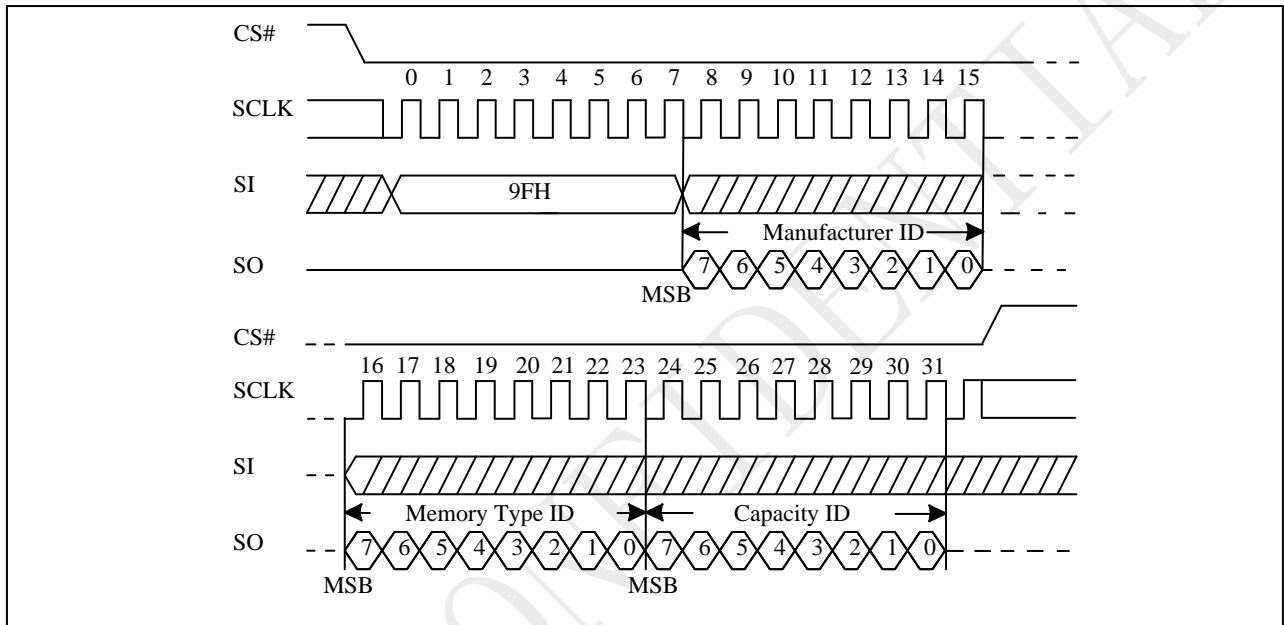 CS#
0 1 2 3 4 5 6 7 8 9 10 11 12 13 14 15
SCLK
SI
9FH
Manufacturer ID
SO
7 6 5 4 3 2 1 0
MSB
CS#
16 17 18 19 20 21 22 23 24 25 26 27 28 29 30 31
SCLK
SI
Memory Type ID Capacity ID
SO
7 6 5 4 3 2 1 0 7 6 5 4 3 2 1 0
MSB MSB
ONFIDENTIA